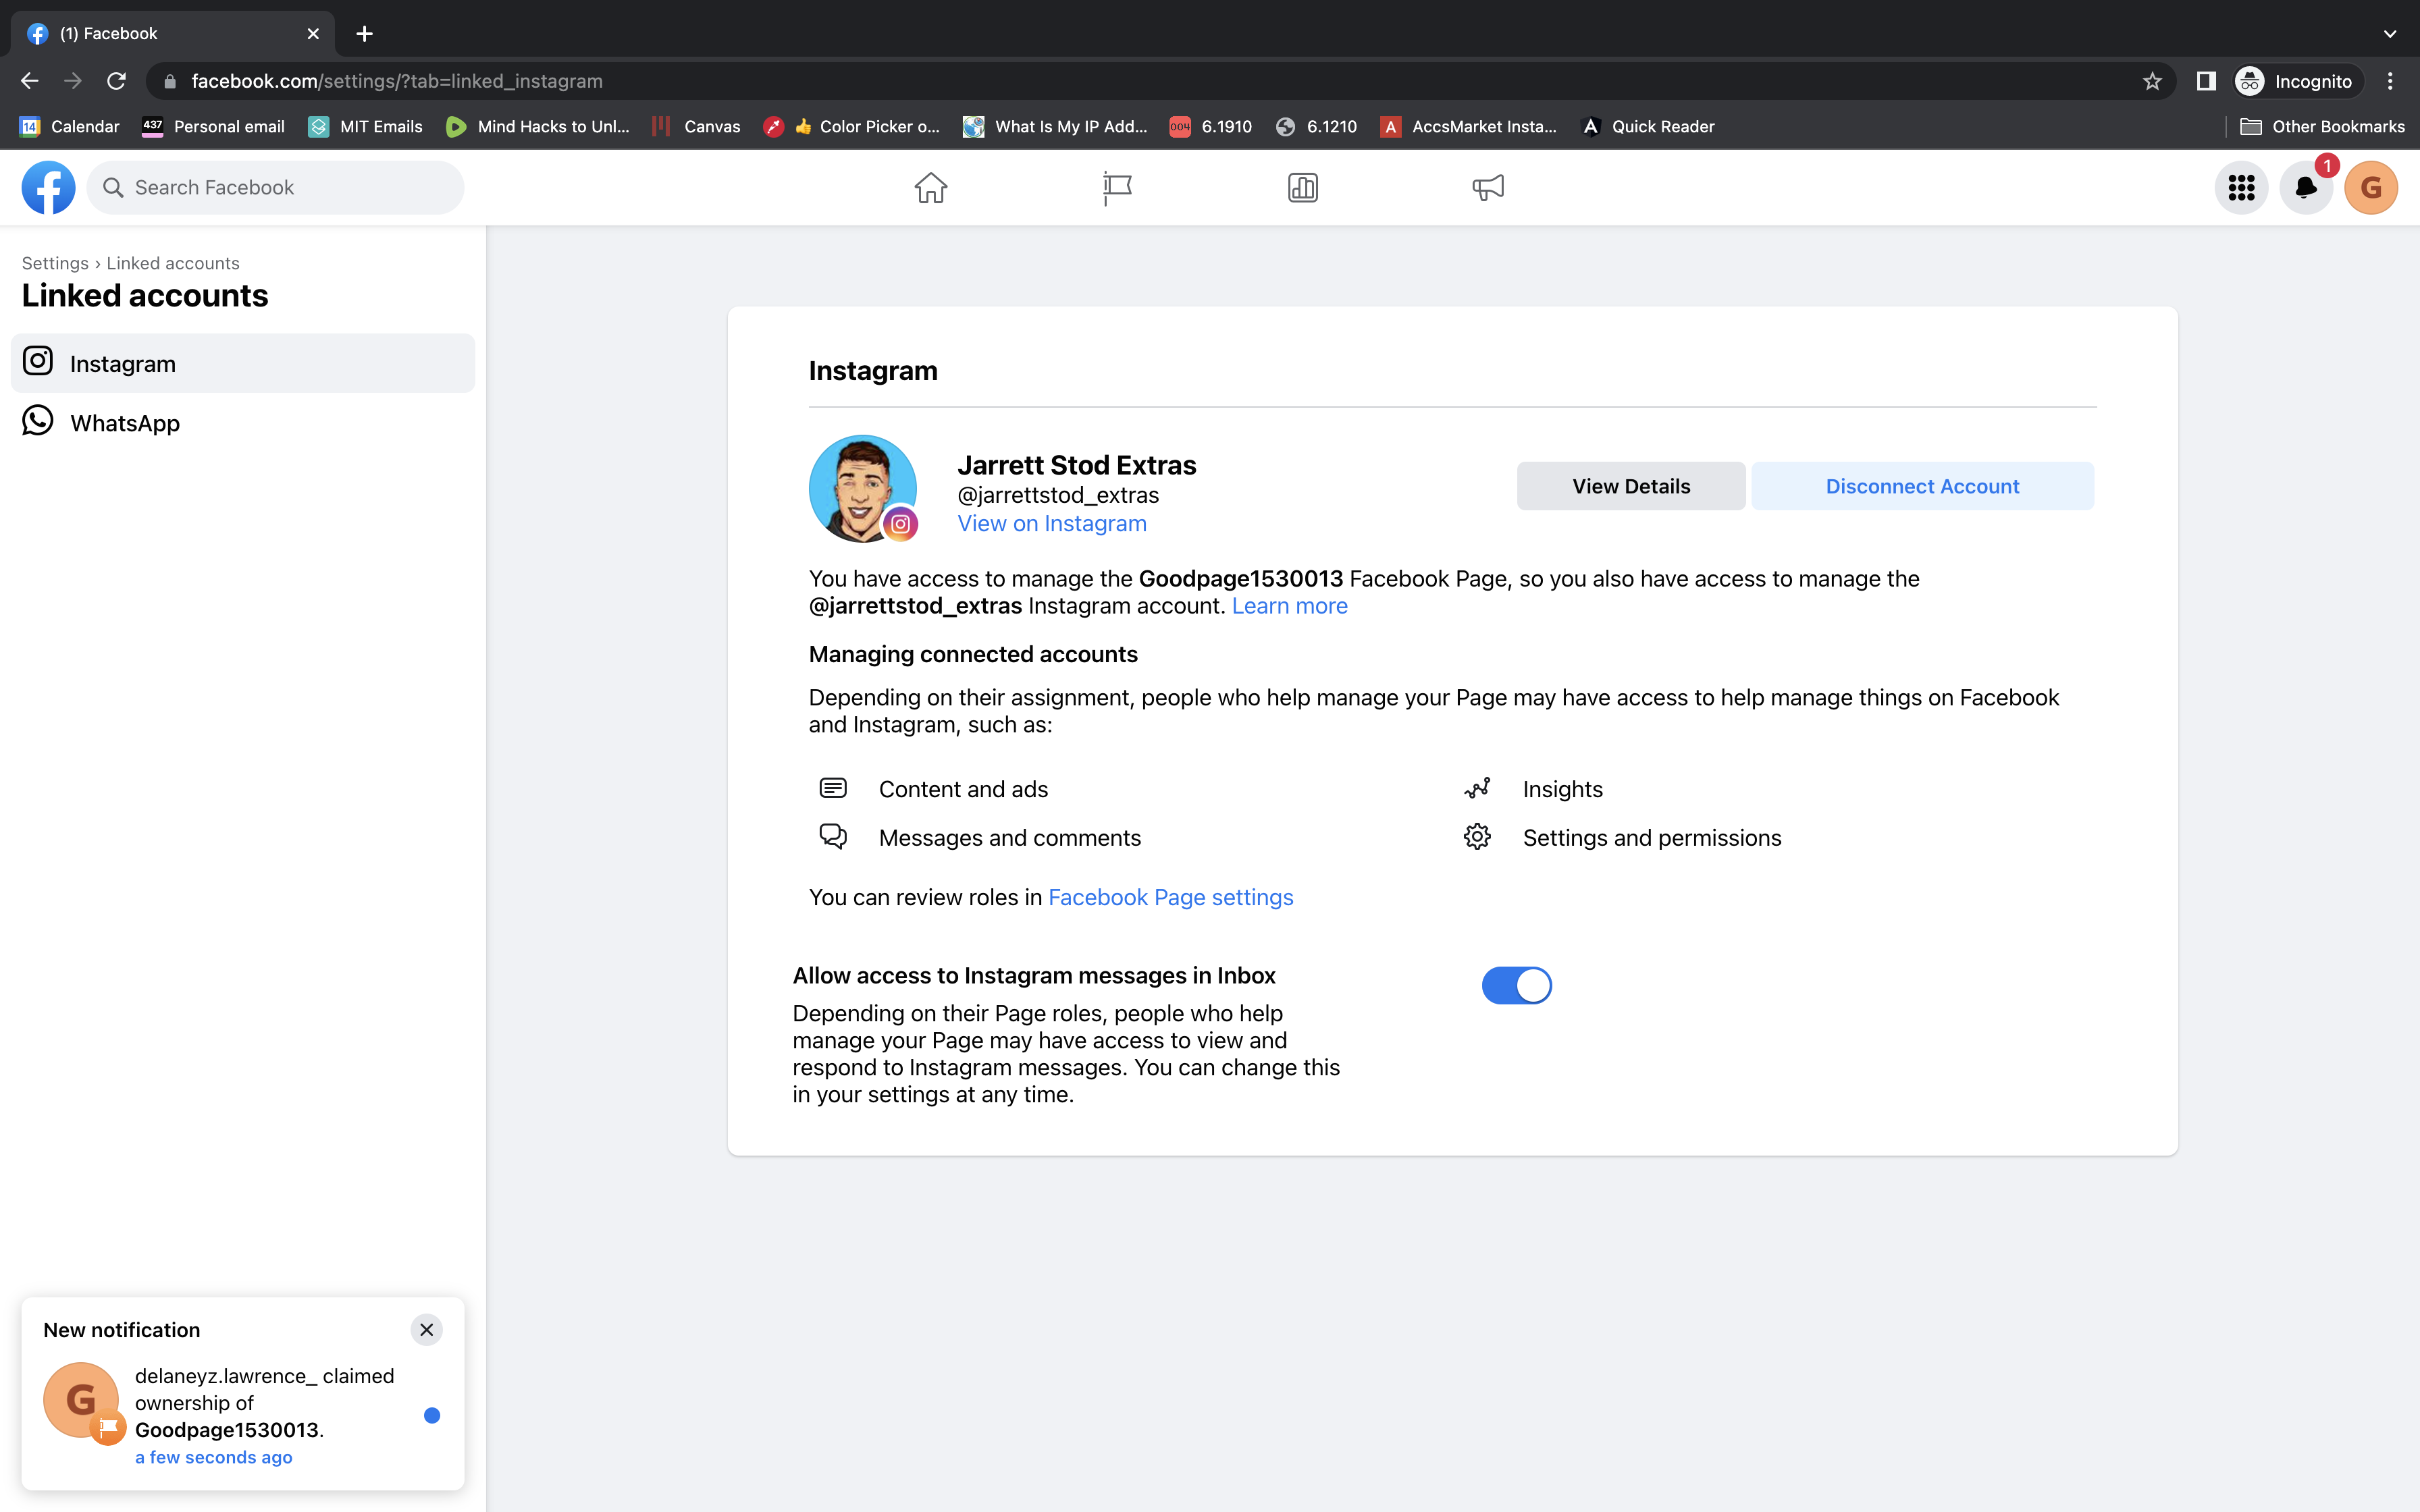 (1) Facebook
facebook.com/settings/?tab=linked_instagram
Incognito
14 Calendar
437 Personal email
MIT Emails
Mind Hacks to Unl...
Canvas
👍 Color Picker o...
What Is My IP Add...
004 6.1910
6.1210
A AccsMarket Insta...
A Quick Reader
Other Bookmarks
Search Facebook
1
G
Settings › Linked accounts
Linked accounts
Instagram
WhatsApp
Instagram
Jarrett Stod Extras
@jarrettstod_extras
View on Instagram
View Details
Disconnect Account
You have access to manage the Goodpage1530013 Facebook Page, so you also have access to manage the
@jarrettstod_extras Instagram account. Learn more
Managing connected accounts
Depending on their assignment, people who help manage your Page may have access to help manage things on Facebook
and Instagram, such as:
Content and ads
Insights
Messages and comments
Settings and permissions
You can review roles in Facebook Page settings
Allow access to Instagram messages in Inbox
Depending on their Page roles, people who help
manage your Page may have access to view and
respond to Instagram messages. You can change this
in your settings at any time.
New notification
G
delaneyz.lawrence_ claimed
ownership of
Goodpage1530013.
a few seconds ago